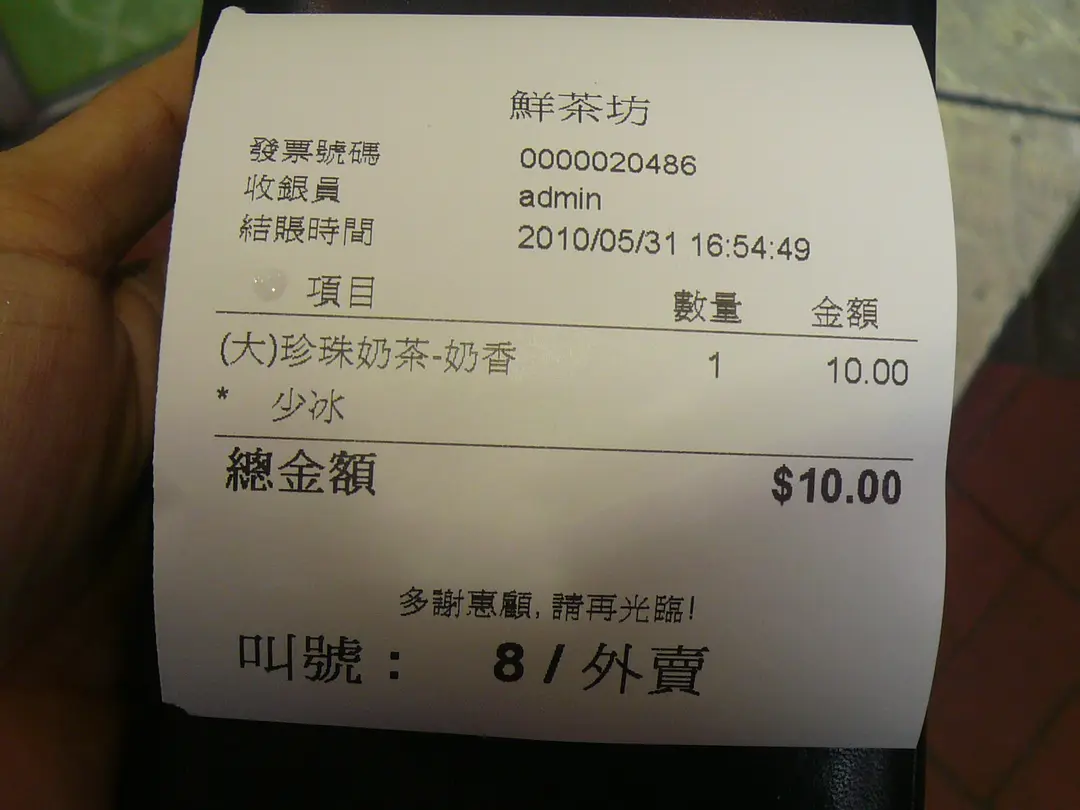 鮮茶坊
發票號碼 0000020486
收銀員 admin
結賬時間 2010/05/31 16:54:49
項目 數量 金額
(大)珍珠奶茶-奶香 1 10.00
* 少冰
總金額 $10.00
多謝惠顧,請再光臨!
叫號: 8 / 外賣